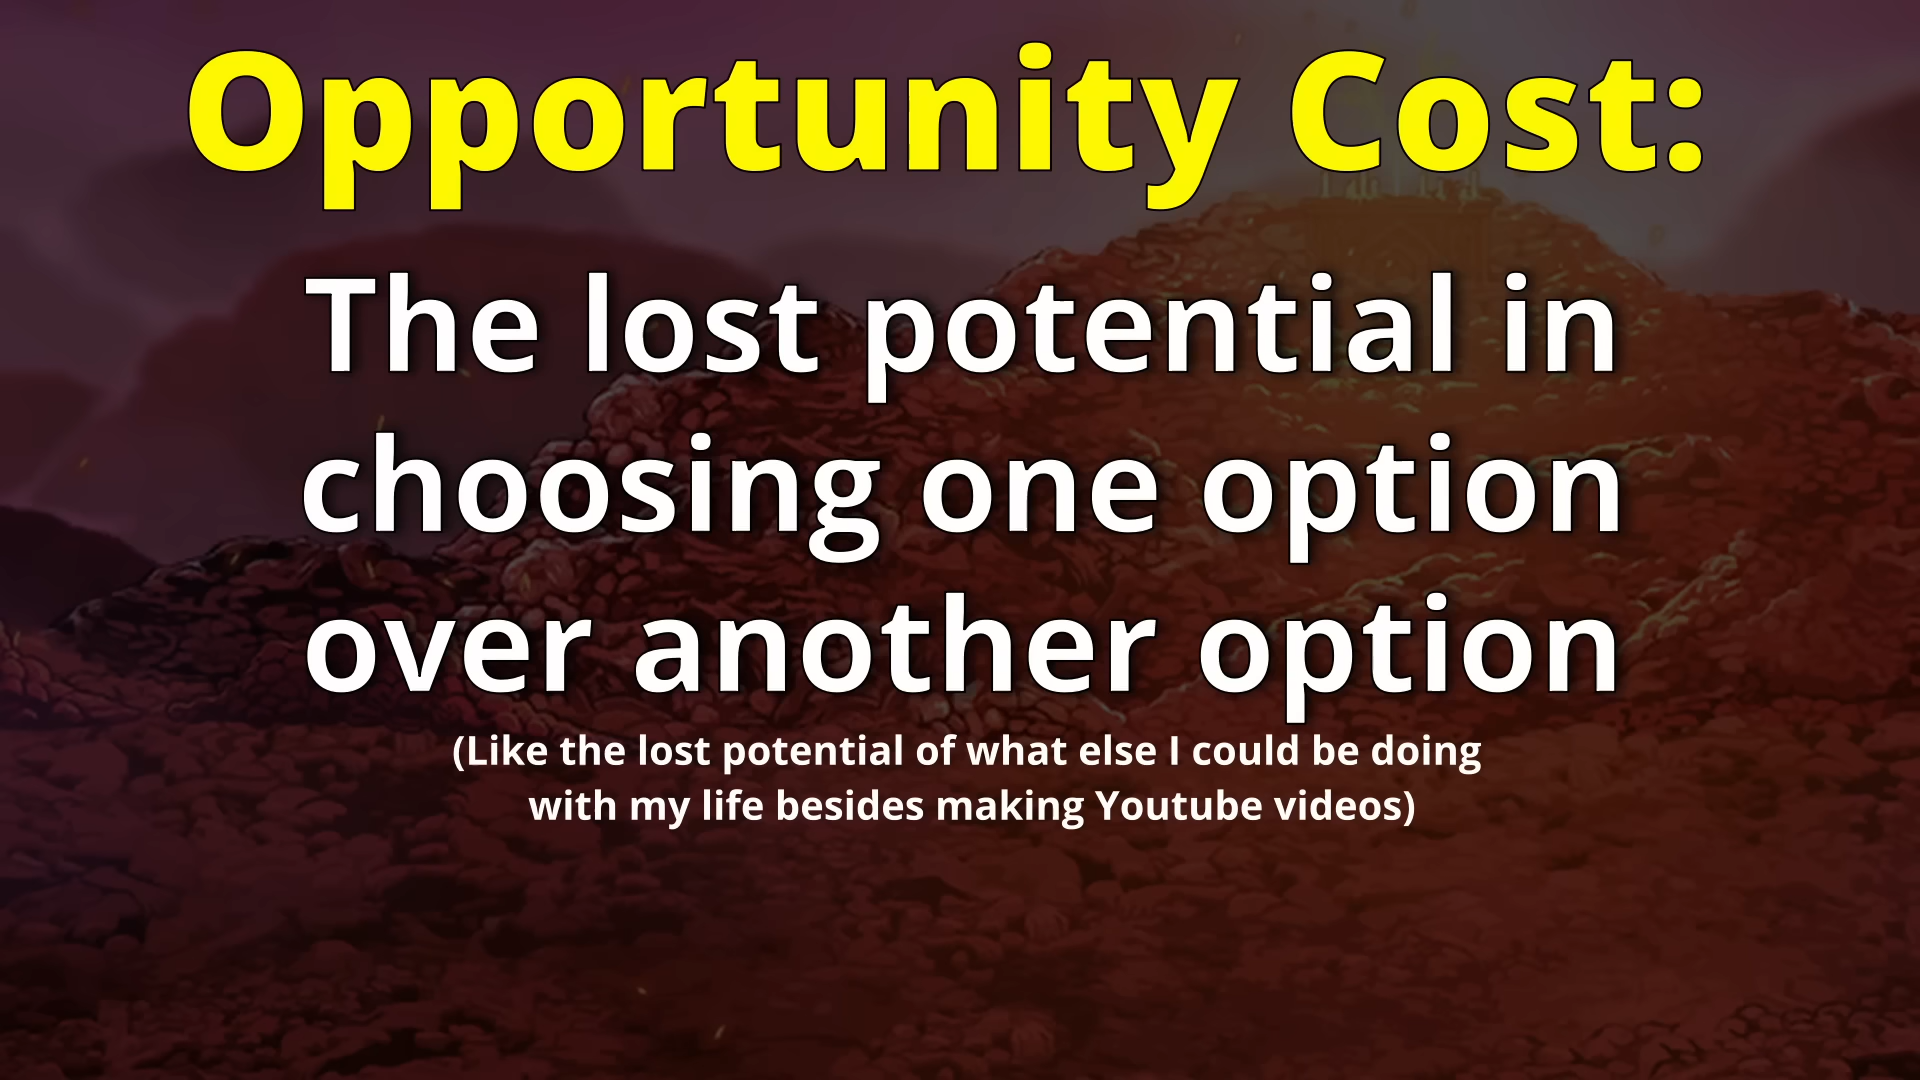 Opportunity Cost:
The lost potential in
choosing one option
over another option
(Like the lost potential of what else I could be doing
with my life besides making Youtube videos)